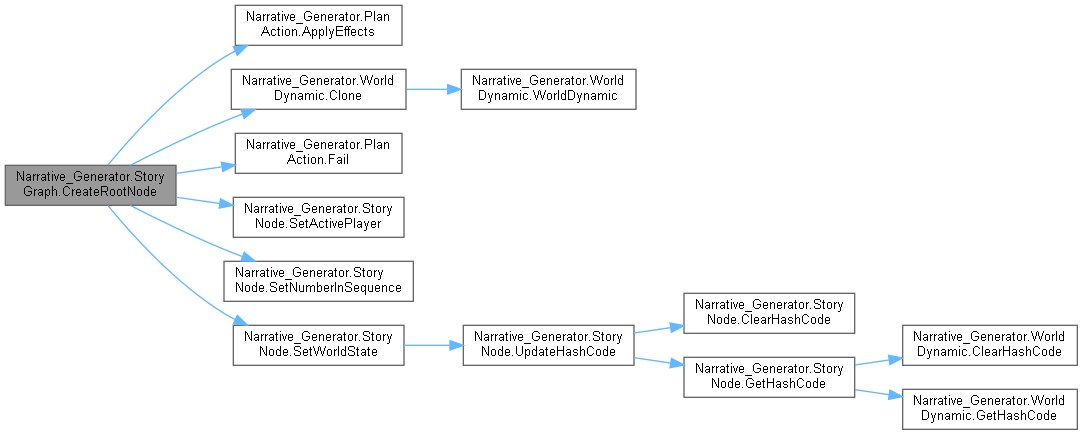 Narrative_Generator.Plan
Action.ApplyEffects
Narrative_Generator.World
Dynamic.Clone
Narrative_Generator.World
Dynamic.WorldDynamic
Narrative_Generator.Plan
Action.Fail
Narrative_Generator.Story
Graph.CreateRootNode
Narrative_Generator.Story
Node.SetActivePlayer
Narrative_Generator.Story
Node.SetNumberInSequence
Narrative_Generator.Story
Node.SetWorldState
Narrative_Generator.Story
Node.UpdateHashCode
Narrative_Generator.Story
Node.ClearHashCode
Narrative_Generator.Story
Node.GetHashCode
Narrative_Generator.World
Dynamic.ClearHashCode
Narrative_Generator.World
Dynamic.GetHashCode